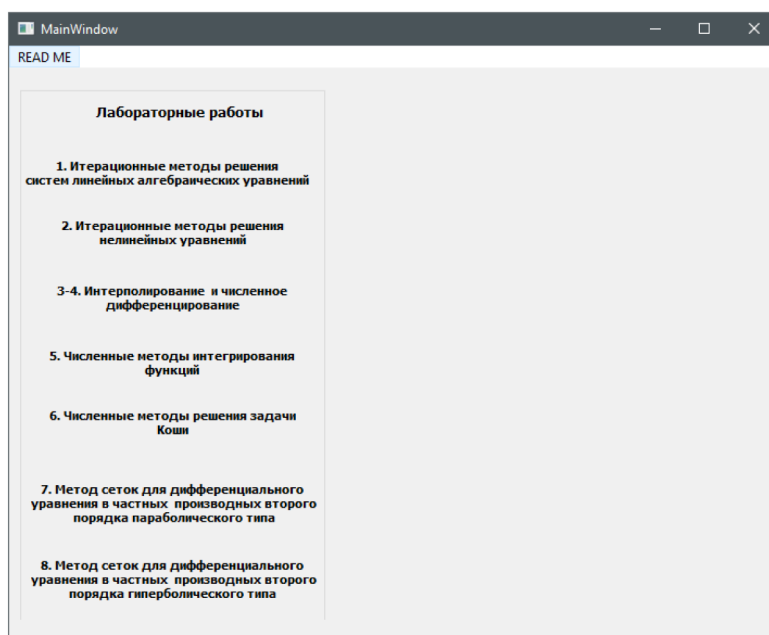 MainWindow
READ ME
Лабораторные работы
1. Итерационные методы решения
систем линейных алгебраических уравнений
2. Итерационные методы решения
нелинейных уравнений
3-4. Интерполирование и численное
дифференцирование
5. Численные методы интегрирования
функций
6. Численные методы решения задачи
Коши
7. Метод сеток для дифференциального
уравнения в частных производных второго
порядка параболического типа
8. Метод сеток для дифференциального
уравнения в частных производных второго
порядка гиперболического типа